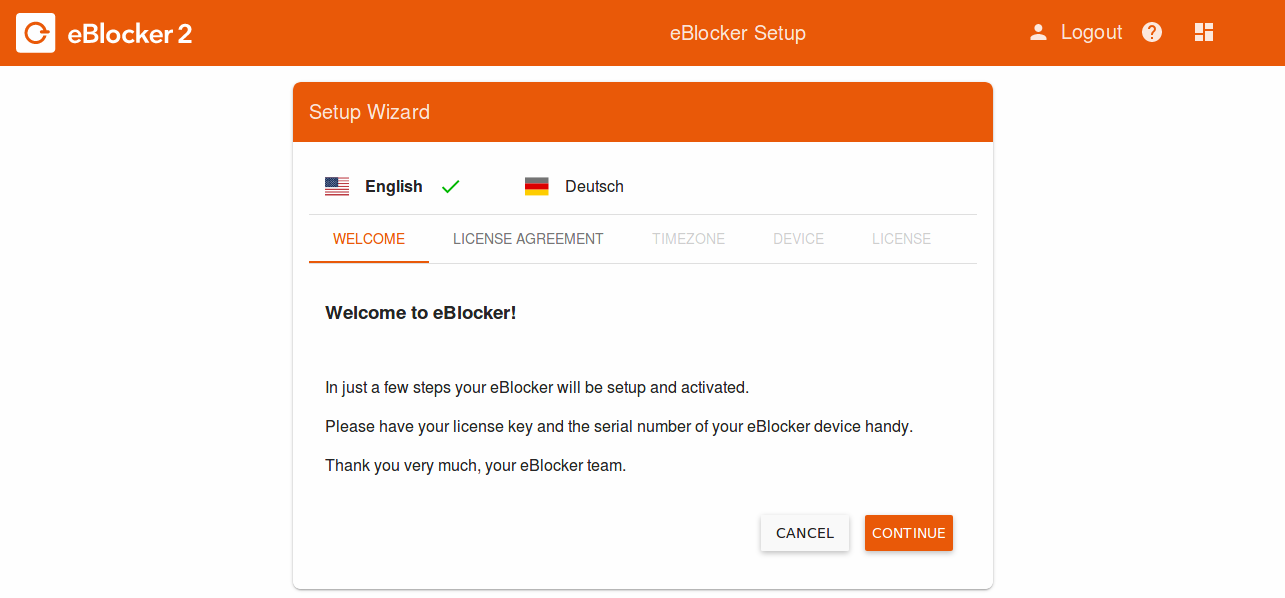 eBlocker 2
eBlocker Setup
Logout
Setup Wizard
English
Deutsch
WELCOME
LICENSE AGREEMENT
TIMEZONE
DEVICE
LICENSE
Welcome to eBlocker!
In just a few steps your eBlocker will be setup and activated.
Please have your license key and the serial number of your eBlocker device handy.
Thank you very much, your eBlocker team.
CANCEL
CONTINUE